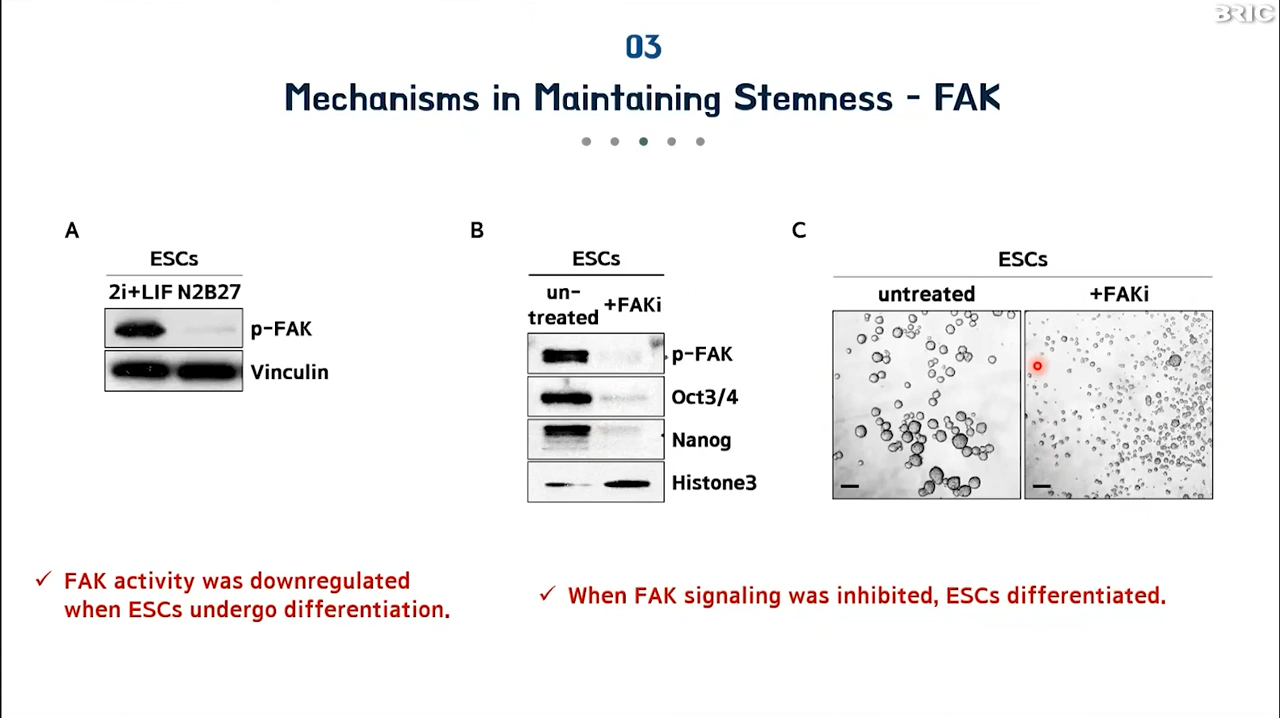 BRIC
03
Mechanisms in Maintaining Stemness - FAK
A
ESCs
2i+LIF N2B27
p-FAK
Vinculin
B
ESCs
un-
treated
+FAKi
p-FAK
Oct3/4
Nanog
Histone3
C
ESCs
untreated
+FAKi
✓ FAK activity was downregulated
when ESCs undergo differentiation.
✓ When FAK signaling was inhibited, ESCs differentiated.